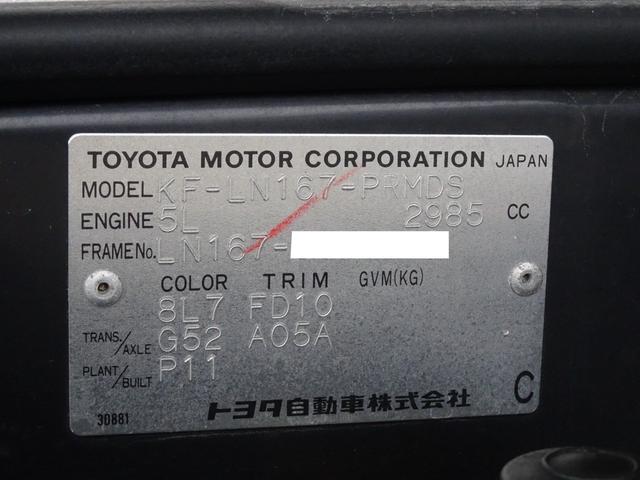 TOYOTA MOTOR CORPORATION JAPAN
MODEL KF-LN167-PRMDS
ENGINE 5L 2985 CC
FRAME No. LN167-
COLOR TRIM GVM(KG)
8L7 FD10
TRANS./AXLE G52 A05A
PLANT/BUILT P11
30881 トヨタ自動車株式会社 C